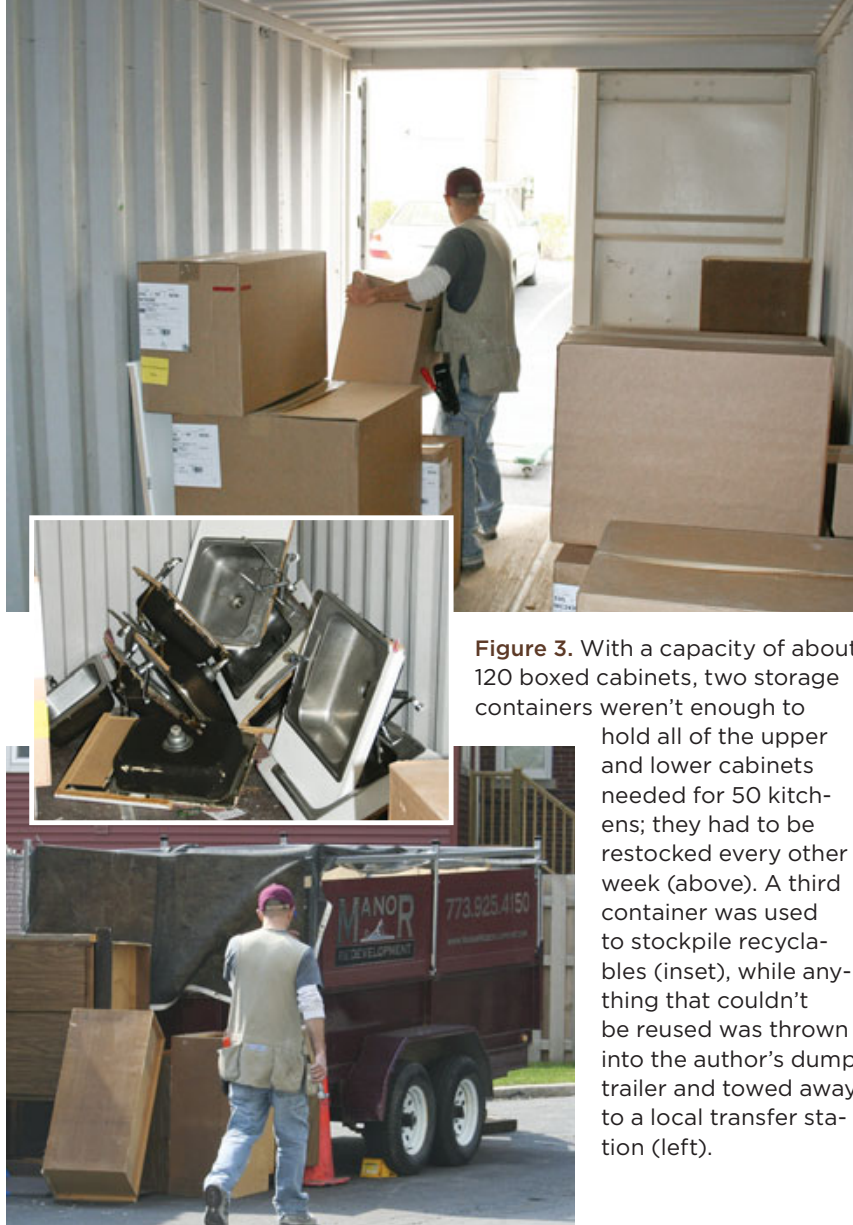 Figure 3. With a capacity of about
120 boxed cabinets, two storage
containers weren’t enough to
hold all of the upper
and lower cabinets
needed for 50 kitch-
ens; they had to be
restocked every other
week (above). A third
container was used
to stockpile recycla-
bles (inset), while any-
thing that couldn’t
be reused was thrown
into the author’s dump
trailer and towed away
to a local transfer sta-
tion (left).
MANOR
REDEVELOPMENT
773.925.4150